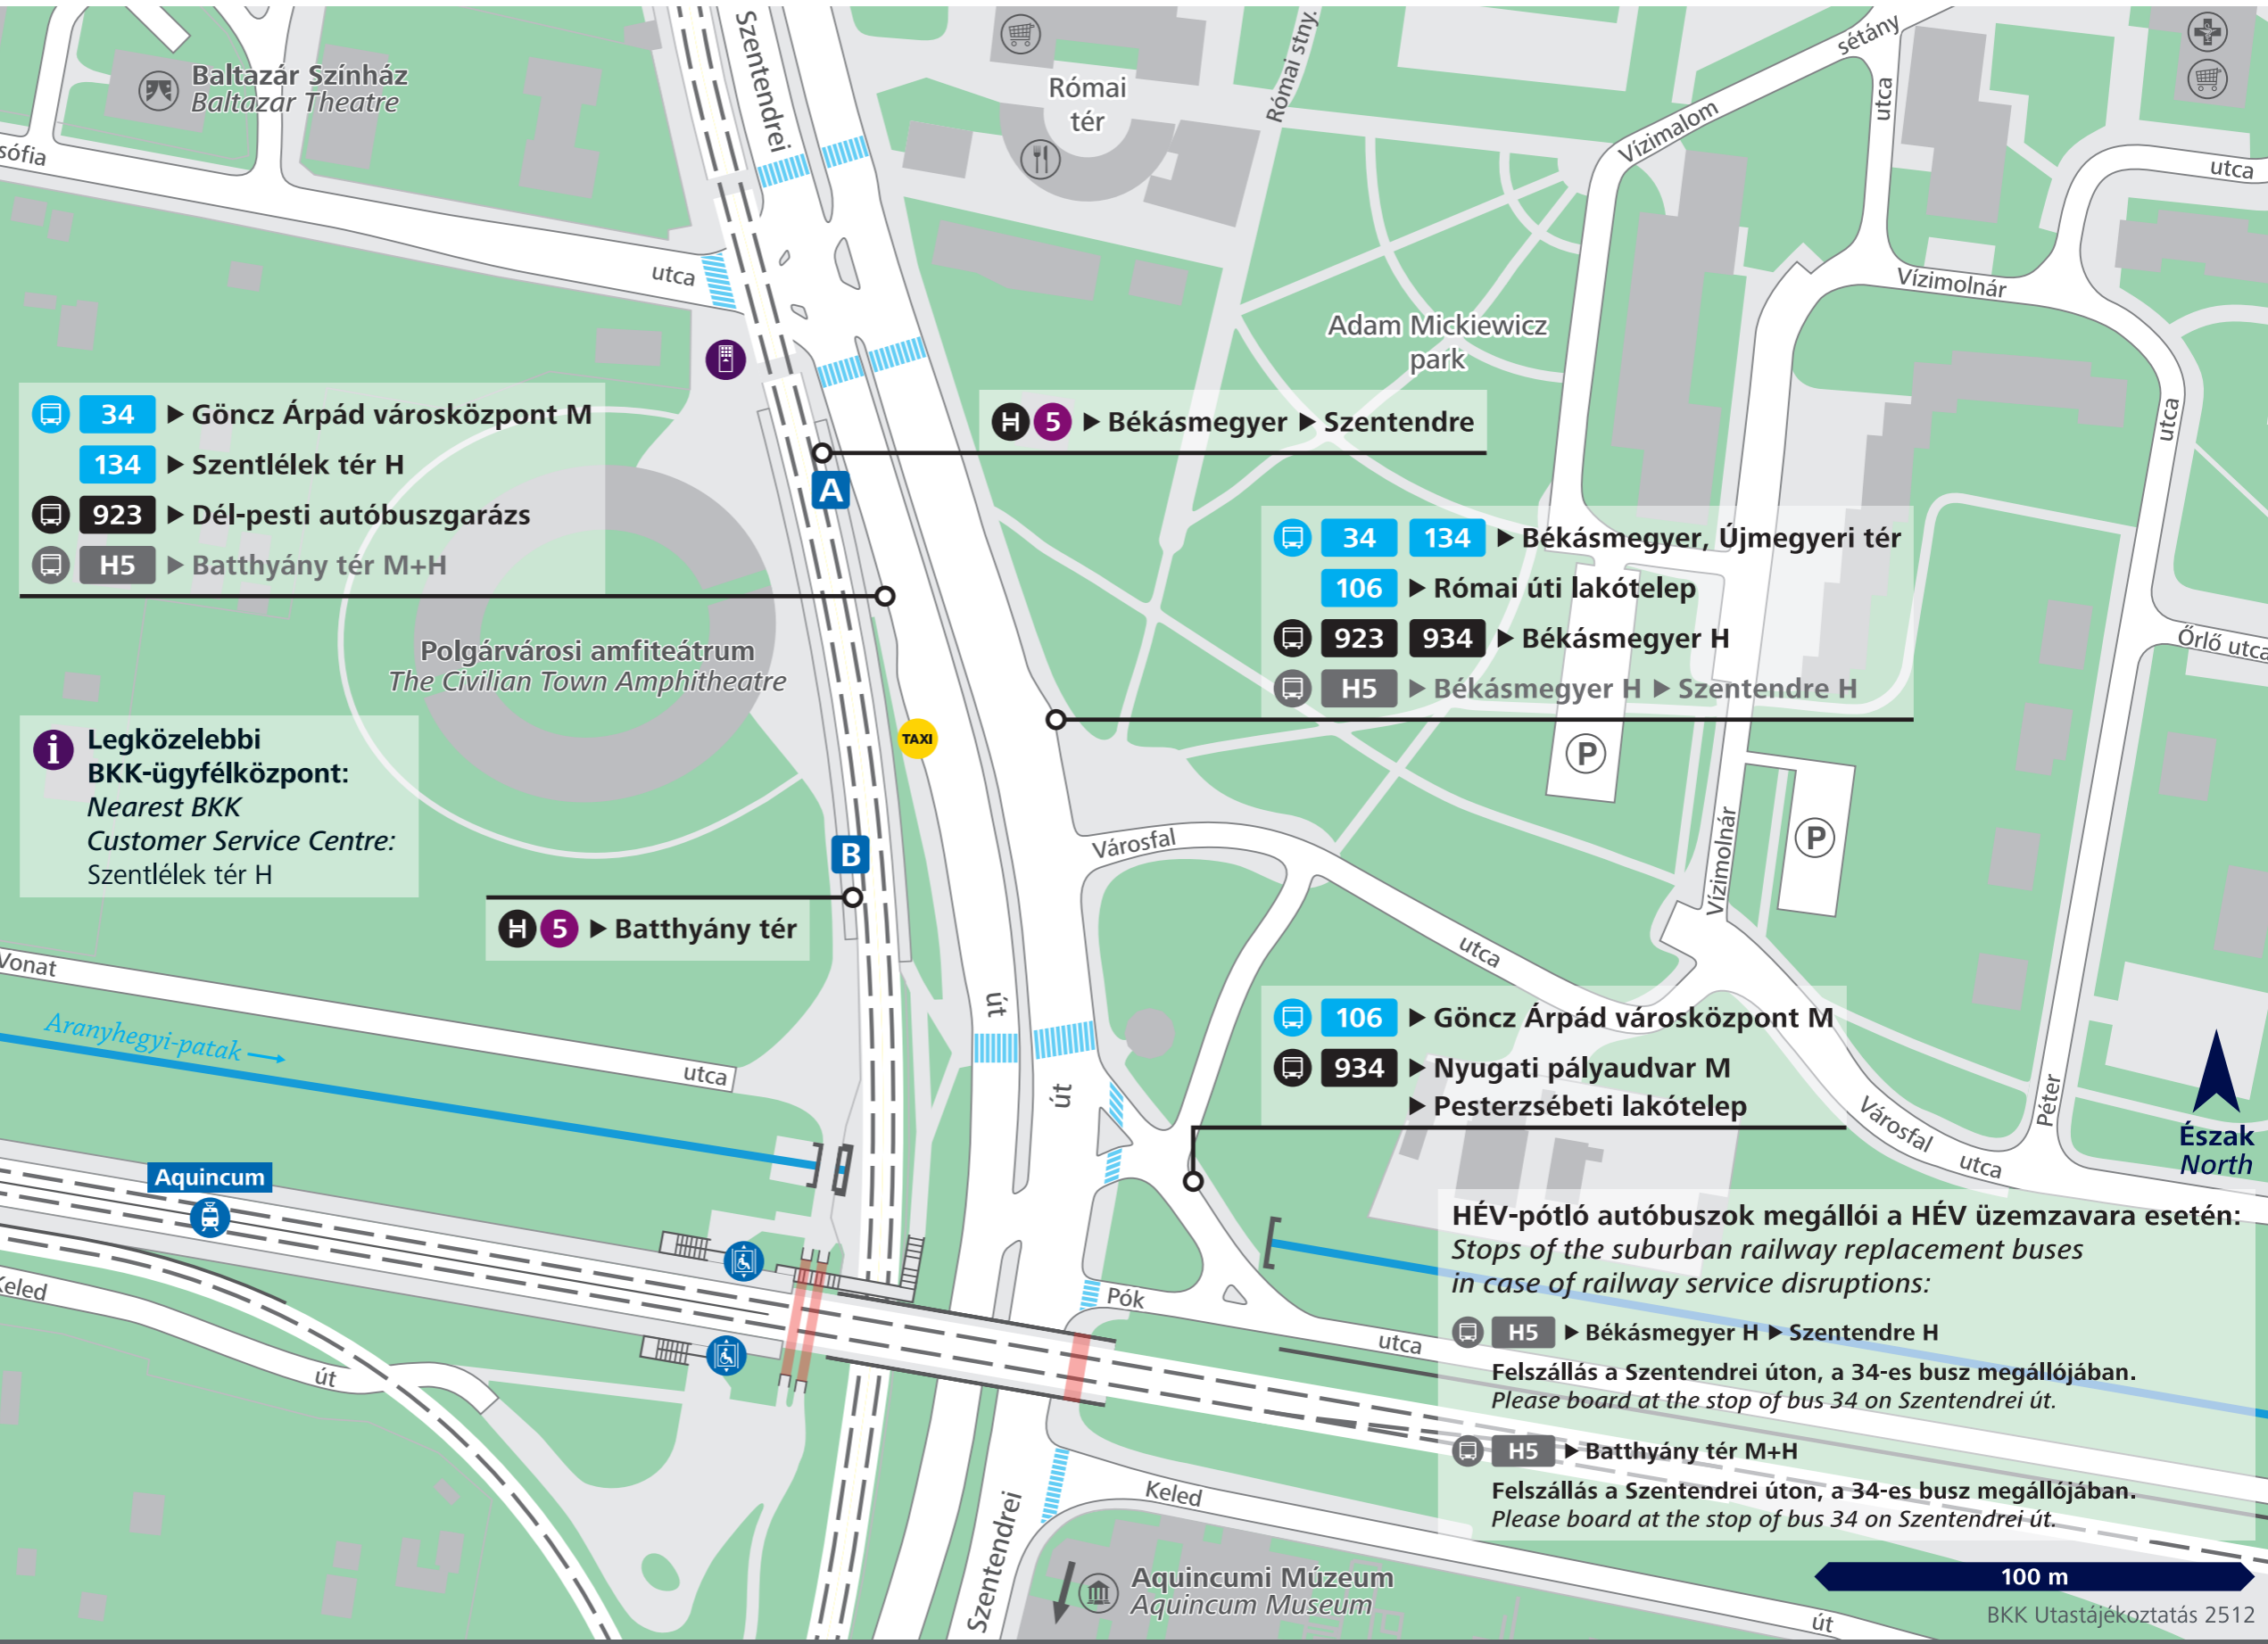 Baltazár Színház
Baltazar Theatre
Szentendrei
Római
tér
Római stny.
sétány
Vízimalom
utca
utca
sófia
utca
Vízimolnár
utca
Adam Mickiewicz
park
34 Göncz Árpád városközpont M
134 Szentlélek tér H
923 Dél-pesti autóbuszgarázs
H5 Batthyány tér M+H
H 5 Békásmegyer Szentendre
A
34 134 Békásmegyer, Újmegyeri tér
106 Római úti lakótelep
923 934 Békásmegyer H
H5 Békásmegyer H Szentendre H
Őrlő utca
Polgárvárosi amfiteátrum
The Civilian Town Amphitheatre
TAXI
P
P
i Legközelebbi
BKK-ügyfélközpont:
Nearest BKK
Customer Service Centre:
Szentlélek tér H
B
H 5 Batthyány tér
Városfal
utca
Vízimolnár
Vonat
utca
Aranyhegyi-patak
út
út
106 Göncz Árpád városközpont M
934 Nyugati pályaudvar M
Pesterzsébeti lakótelep
Péter
Városfal
utca
Észak
North
Aquincum
Keled
út
Pók
utca
HÉV-pótló autóbuszok megállói a HÉV üzemzavara esetén:
Stops of the suburban railway replacement buses
in case of railway service disruptions:
H5 Békásmegyer H Szentendre H
Felszállás a Szentendrei úton, a 34-es busz megállójában.
Please board at the stop of bus 34 on Szentendrei út.
H5 Batthyány tér M+H
Felszállás a Szentendrei úton, a 34-es busz megállójában.
Please board at the stop of bus 34 on Szentendrei út.
Szentendrei
Keled
út
Aquincumi Múzeum
Aquincum Museum
100 m
BKK Utastájékoztatás 2512